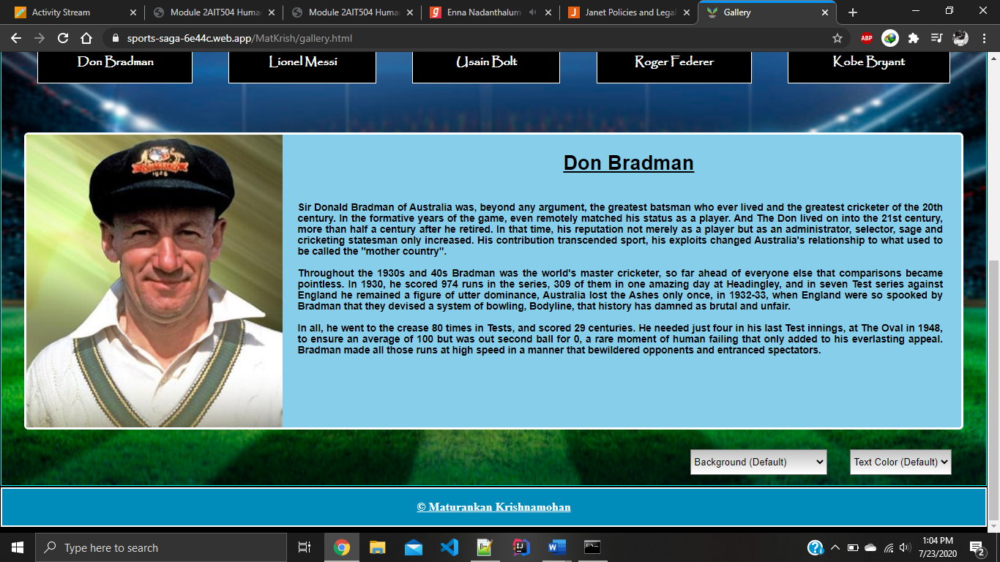 Activity Stream
Module 2AIT504 Huma
Module 2AIT504 Huma
Enna Nadanthalum
Janet Policies and Legal
Gallery
sports-saga-6e44c.web.app/MatKrish/gallery.html
ABP
Don Bradman
Lionel Messi
Usain Bolt
Roger Federer
Kobe Bryant
Don Bradman
Sir Donald Bradman of Australia was, beyond any argument, the greatest batsman who ever lived and the greatest cricketer of the 20th
century. In the formative years of the game, even remotely matched his status as a player. And The Don lived on into the 21st century,
more than half a century after he retired. In that time, his reputation not merely as a player but as an administrator, selector, sage and
cricketing statesman only increased. His contribution transcended sport, his exploits changed Australia's relationship to what used to
be called the "mother country".
Throughout the 1930s and 40s Bradman was the world's master cricketer, so far ahead of everyone else that comparisons became
pointless. In 1930, he scored 974 runs in the series, 309 of them in one amazing day at Headingley, and in seven Test series against
England he remained a figure of utter dominance, Australia lost the Ashes only once, in 1932-33, when England were so spooked by
Bradman that they devised a system of bowling, Bodyline, that history has damned as brutal and unfair.
In all, he went to the crease 80 times in Tests, and scored 29 centuries. He needed just four in his last Test innings, at The Oval in 1948,
to ensure an average of 100 but was out second ball for 0, a rare moment of human failing that only added to his everlasting appeal.
Bradman made all those runs at high speed in a manner that bewildered opponents and entranced spectators.
Background (Default)
Text Color (Default)
© Maturankan Krishnamohan
Type here to search
1:04 PM
7/23/2020
2